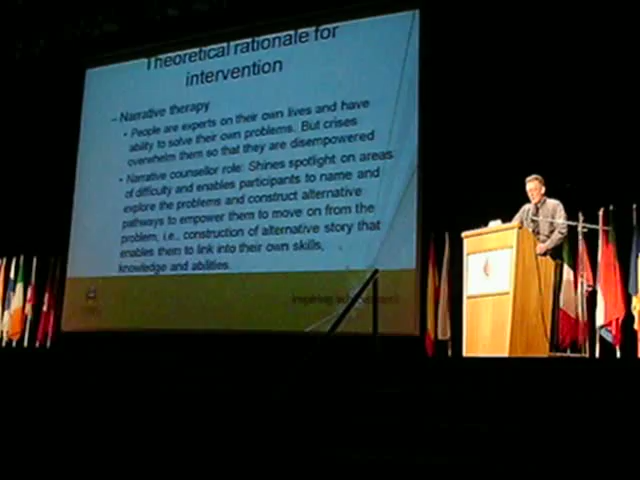 Theoretical rationale for
intervention
– Narrative therapy
• People are experts on their own lives and have
ability to solve their own problems. But crises
overwhelm them so that they are disempowered
• Narrative counsellor role: Shines spotlight on areas
of difficulty and enables participants to name and
explore the problems and construct alternative
pathways to empower them to move on from the
problem, i.e., construction of alternative story that
enables them to link into their own skills,
knowledge and abilities.
inspiring